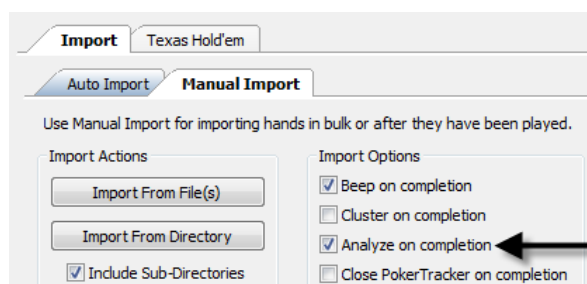 Import Texas Hold'em
Auto Import Manual Import
Use Manual Import for importing hands in bulk or after they have been played.
Import Actions
Import From File(s)
Import From Directory
Include Sub-Directories
Import Options
Beep on completion
Cluster on completion
Analyze on completion
Close PokerTracker on completion